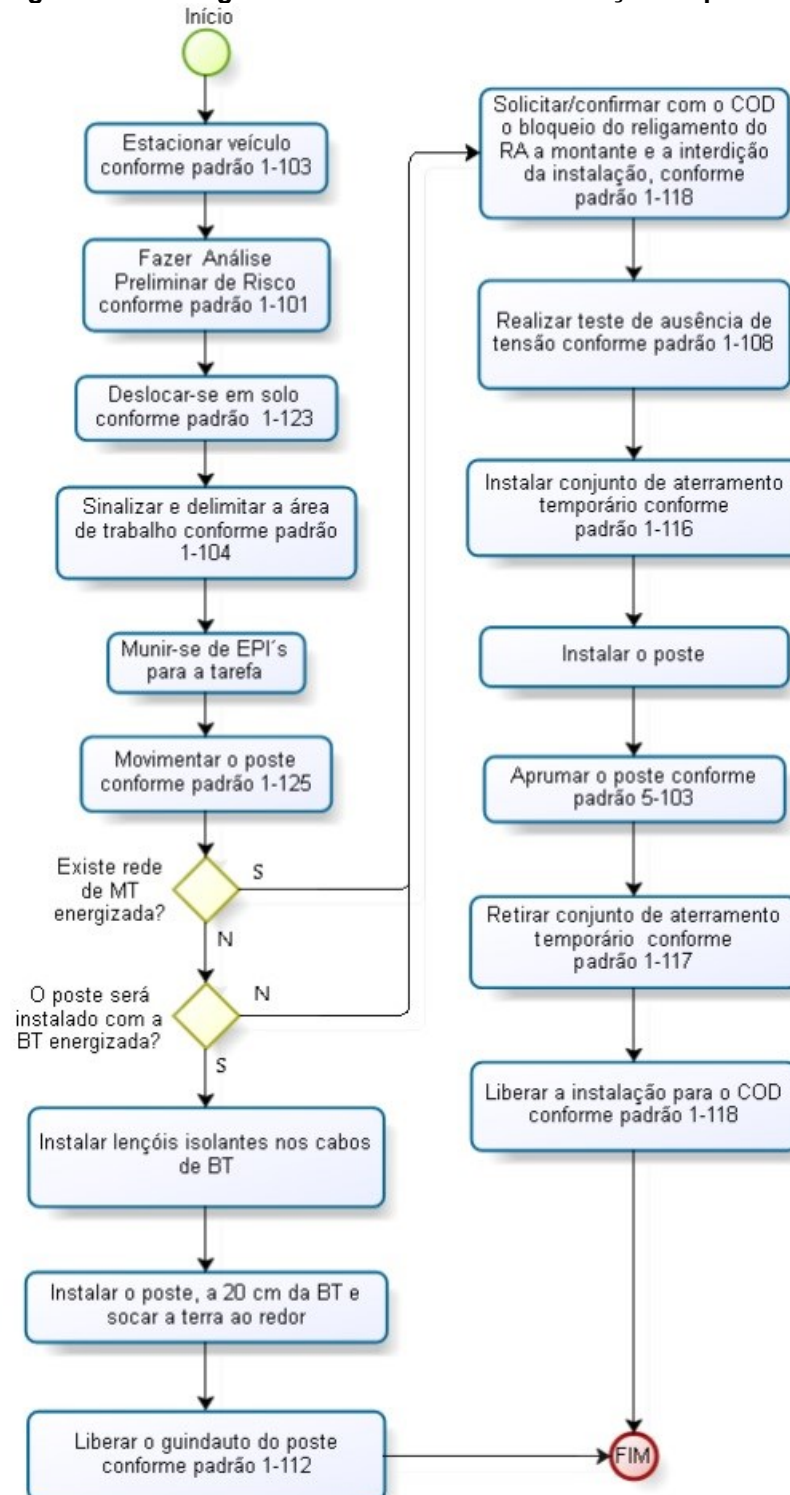 Início
Estacionar veículo
conforme padrão 1-103
Fazer Análise
Preliminar de Risco
conforme padrão 1-101
Deslocar-se em solo
conforme padrão 1-123
Sinalizar e delimitar a área
de trabalho conforme padrão
1-104
Munir-se de EPI´s
para a tarefa
Movimentar o poste
conforme padrão 1-125
Existe rede
de MT
energizada?
S
N
O poste será
instalado com a
BT energizada?
N
S
Instalar lençóis isolantes nos cabos
de BT
Instalar o poste, a 20 cm da BT e
socar a terra ao redor
Liberar o guindauto do poste
conforme padrão 1-112
Solicitar/confirmar com o COD
o bloqueio do religamento do
RA a montante e a interdição
da instalação, conforme
padrão 1-118
Realizar teste de ausência de
tensão conforme padrão 1-108
Instalar conjunto de aterramento
temporário conforme
padrão 1-116
Instalar o poste
Aprumar o poste conforme
padrão 5-103
Retirar conjunto de aterramento
temporário conforme
padrão 1-117
Liberar a instalação para o COD
conforme padrão 1-118
FIM